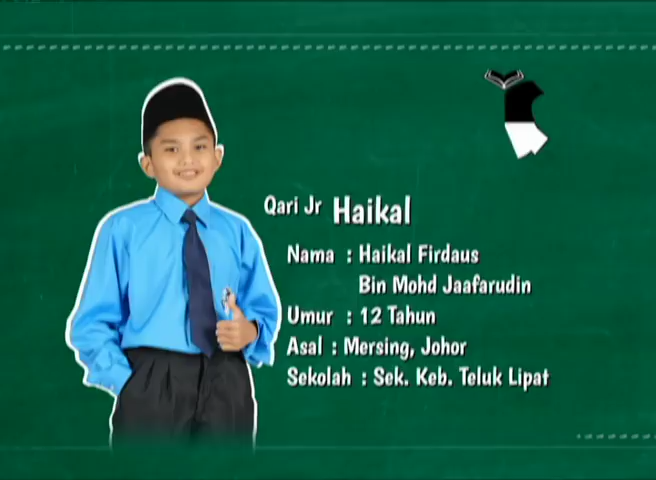 Qari Jr Haikal
Nama : Haikal Firdaus
Bin Mohd Jaafarudin
Umur : 12 Tahun
Asal : Mersing, Johor
Sekolah : Sek. Keb. Teluk Lipat